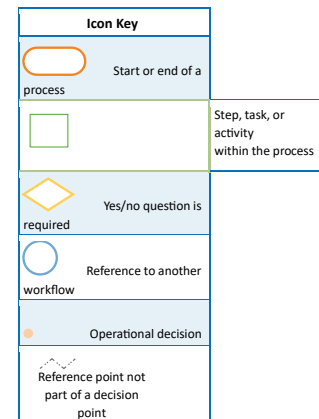 Icon Key
Start or end of a
process
Step, task, or
activity
within the process
Yes/no question is
required
Reference to another
workflow
Operational decision
Reference point not
part of a decision
point